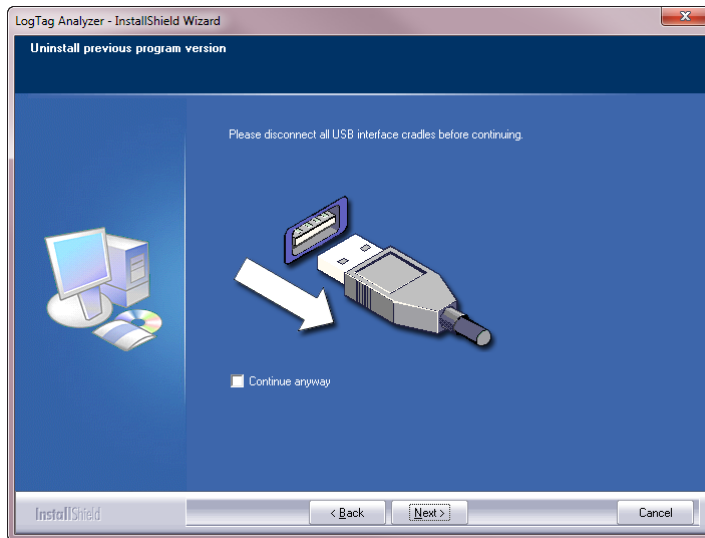 LogTag Analyzer - InstallShield Wizard
Uninstall previous program version
Please disconnect all USB interface cradles before continuing.
Continue anyway
InstallShield
< Back
Next >
Cancel